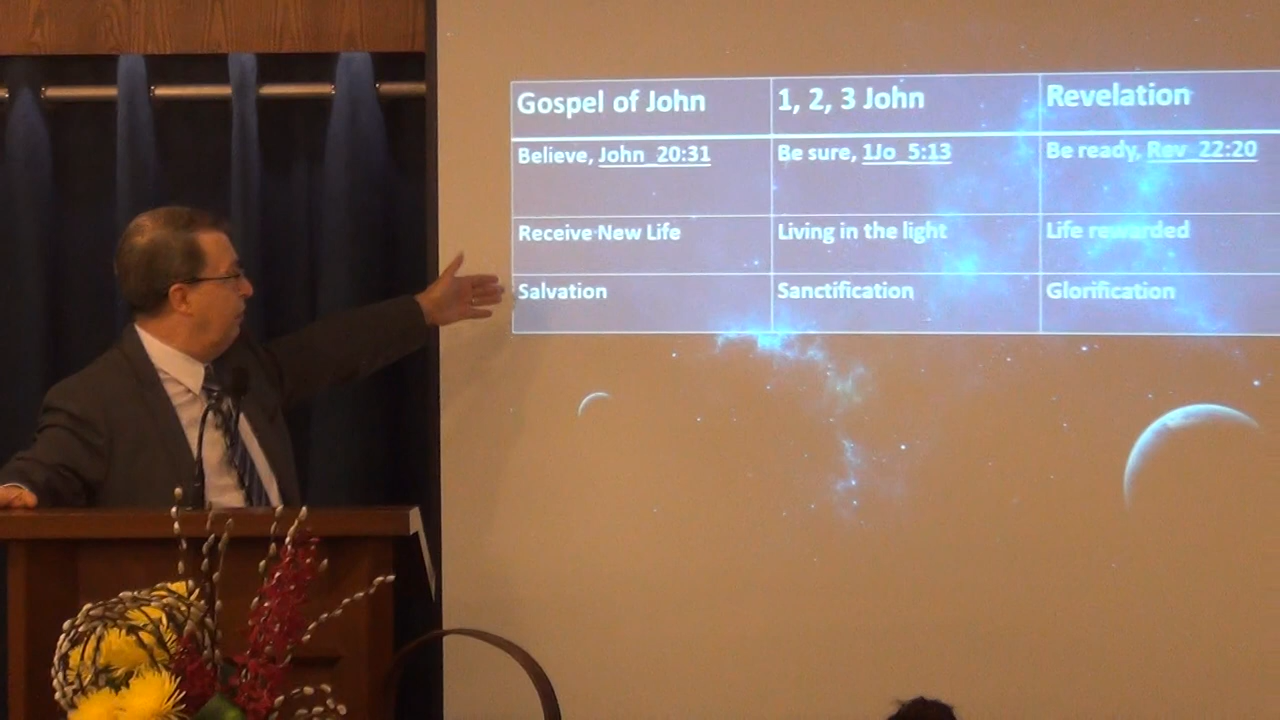 Gospel of John
1, 2, 3 John
Revelation
Believe, John 20:31
Be sure, 1Jo 5:13
Be ready, Rev 22:20
Receive New Life
Living in the light
Life rewarded
Salvation
Sanctification
Glorification